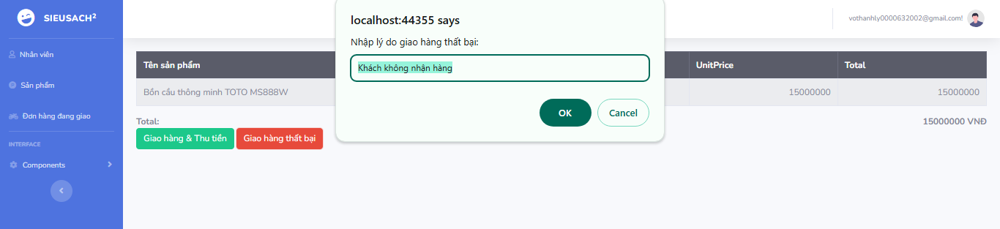 SIEUSACH²
Nhân viên
Sản phẩm
Đơn hàng đang giao
INTERFACE
Components
localhost:44355 says
Nhập lý do giao hàng thất bại:
Khách không nhận hàng
OK Cancel
vothanhly0000632002@gmail.com!
Tên sản phẩm UnitPrice Total
Bồn cầu thông minh TOTO MS888W 15000000 15000000
Total: 15000000 VNĐ
Giao hàng & Thu tiền Giao hàng thất bại